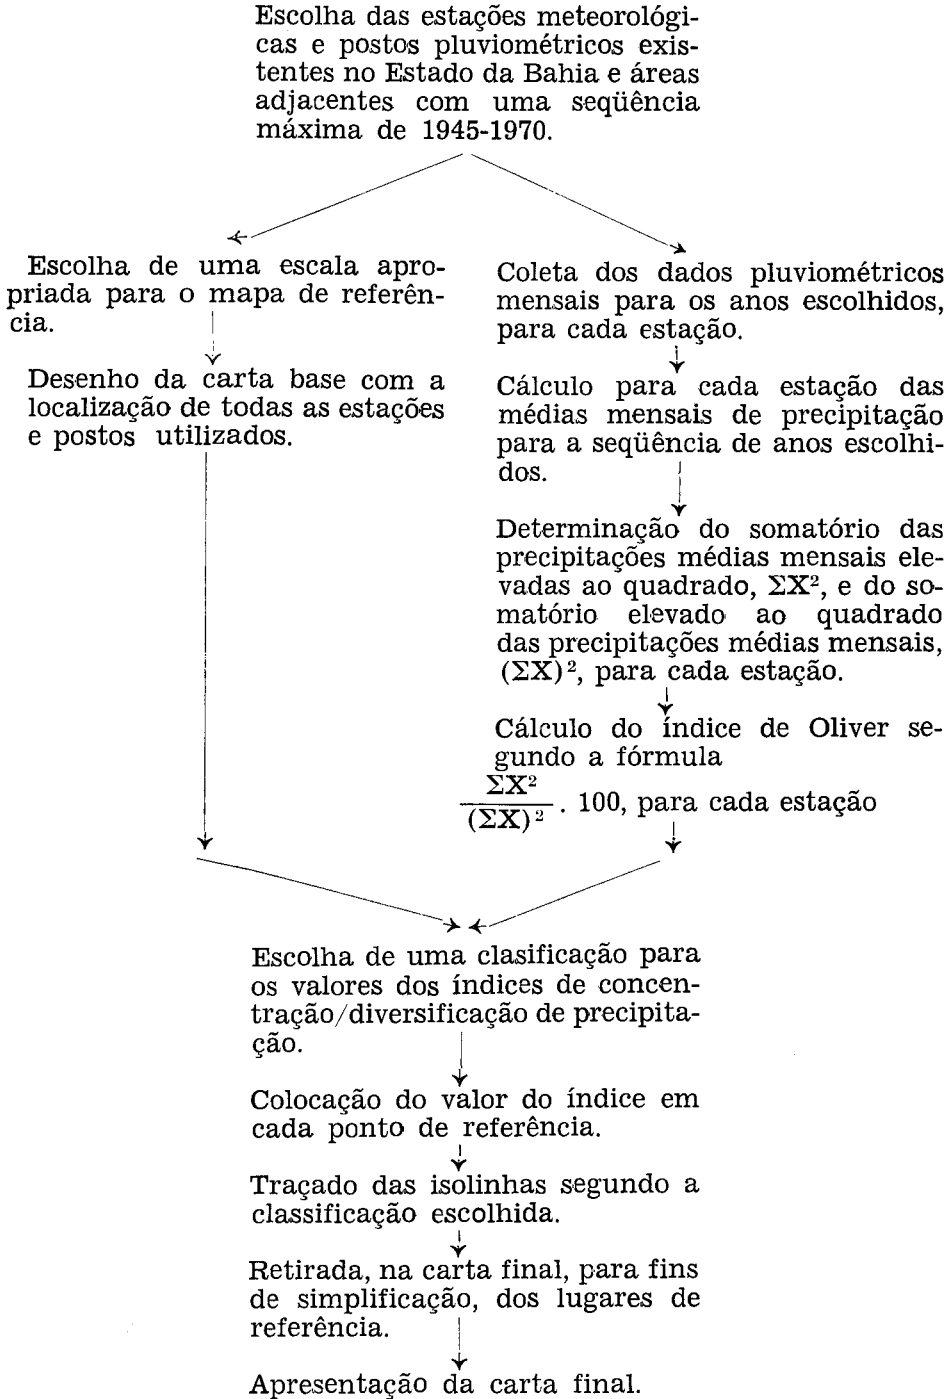 Escolha das estações meteorológi-
cas e postos pluviométricos exis-
tentes no Estado da Bahia e áreas
adjacentes com uma seqüência
máxima de 1945-1970.
Escolha de uma escala apro-
priada para o mapa de referên-
cia.
Desenho da carta base com a
localização de todas as estações
e postos utilizados.
Coleta dos dados pluviométricos
mensais para os anos escolhidos,
para cada estação.
Cálculo para cada estação das
médias mensais de precipitação
para a seqüência de anos escolhi-
dos.
Determinação do somatório das
precipitações médias mensais ele-
vadas ao quadrado, ΣX², e do so-
matório elevado ao quadrado
das precipitações médias mensais,
(ΣX)², para cada estação.
Cálculo do índice de Oliver se-
gundo a fórmula
ΣX²
(ΣX)² . 100, para cada estação
Escolha de uma clasificação para
os valores dos índices de concen-
tração/diversificação de precipita-
ção.
Colocação do valor do índice em
cada ponto de referência.
Traçado das isolinhas segundo a
classificação escolhida.
Retirada, na carta final, para fins
de simplificação, dos lugares de
referência.
Apresentação da carta final.